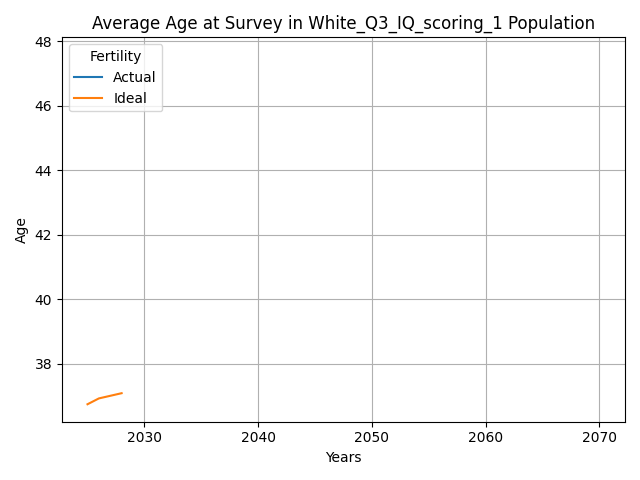 Average Age at Survey in White_Q3_IQ_scoring_1 Population
48
46
44
42
40
38
Age
Fertility
Actual
Ideal
2030 2040 2050 2060 2070
Years